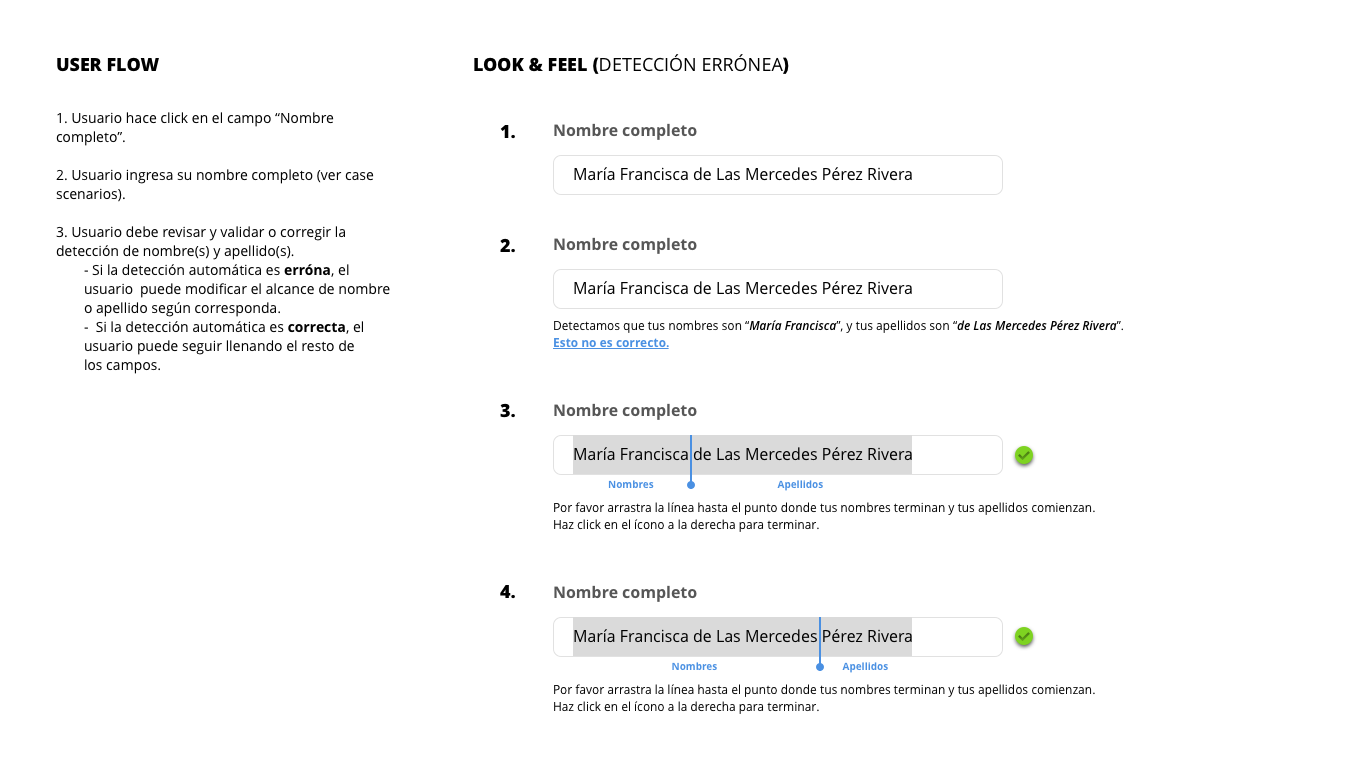 USER FLOW
1. Usuario hace click en el campo “Nombre
completo”.
2. Usuario ingresa su nombre completo (ver case
scenarios).
3. Usuario debe revisar y validar o corregir la
detección de nombre(s) y apellido(s).
- Si la detección automática es erróna, el
usuario  puede modificar el alcance de nombre
o apellido según corresponda.
-  Si la detección automática es correcta, el
usuario puede seguir llenando el resto de
los campos.
LOOK & FEEL (DETECCIÓN ERRÓNEA)
1.
Nombre completo
María Francisca de Las Mercedes Pérez Rivera
2.
Nombre completo
María Francisca de Las Mercedes Pérez Rivera
Detectamos que tus nombres son “María Francisca”, y tus apellidos son “de Las Mercedes Pérez Rivera”.
Esto no es correcto.
3.
Nombre completo
María Francisca de Las Mercedes Pérez Rivera
Nombres Apellidos
Por favor arrastra la línea hasta el punto donde tus nombres terminan y tus apellidos comienzan.
Haz click en el ícono a la derecha para terminar.
4.
Nombre completo
María Francisca de Las Mercedes Pérez Rivera
Nombres Apellidos
Por favor arrastra la línea hasta el punto donde tus nombres terminan y tus apellidos comienzan.
Haz click en el ícono a la derecha para terminar.